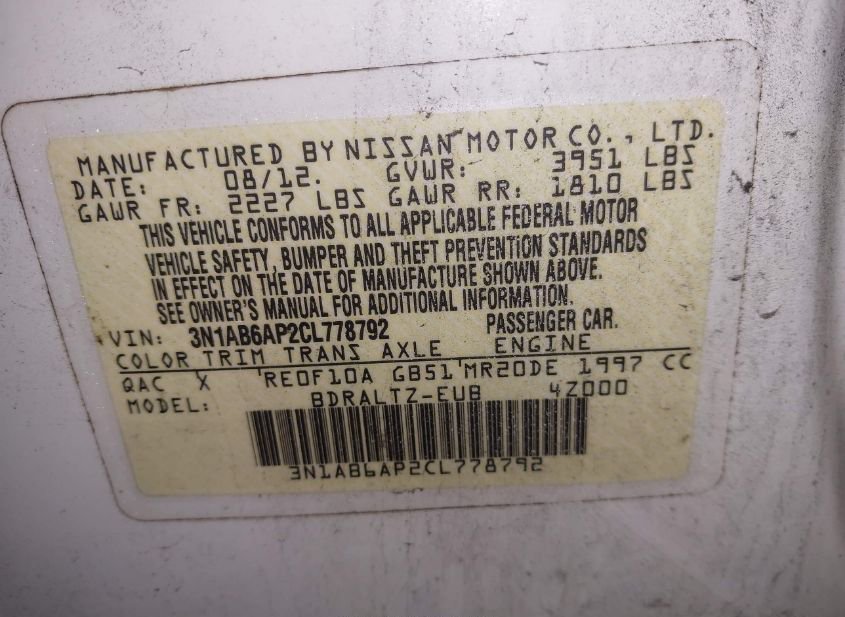 MANUFACTURED BY NISSAN MOTOR CO., LTD.
DATE: 08/12. GVWR: 3951 LBS
GAWR FR: 2227 LBS GAWR RR: 1810 LBS
THIS VEHICLE CONFORMS TO ALL APPLICABLE FEDERAL MOTOR
VEHICLE SAFETY, BUMPER AND THEFT PREVENTION STANDARDS
IN EFFECT ON THE DATE OF MANUFACTURE SHOWN ABOVE.
SEE OWNER'S MANUAL FOR ADDITIONAL INFORMATION.
VIN: 3N1AB6AP2CL778792 PASSENGER CAR.
COLOR TRIM TRANS AXLE ENGINE
QAC X RE0F10A GB51 MR20DE 1997 CC
MODEL: BDRALTZ-EUB 4Z000
3N1AB6AP2CL778792